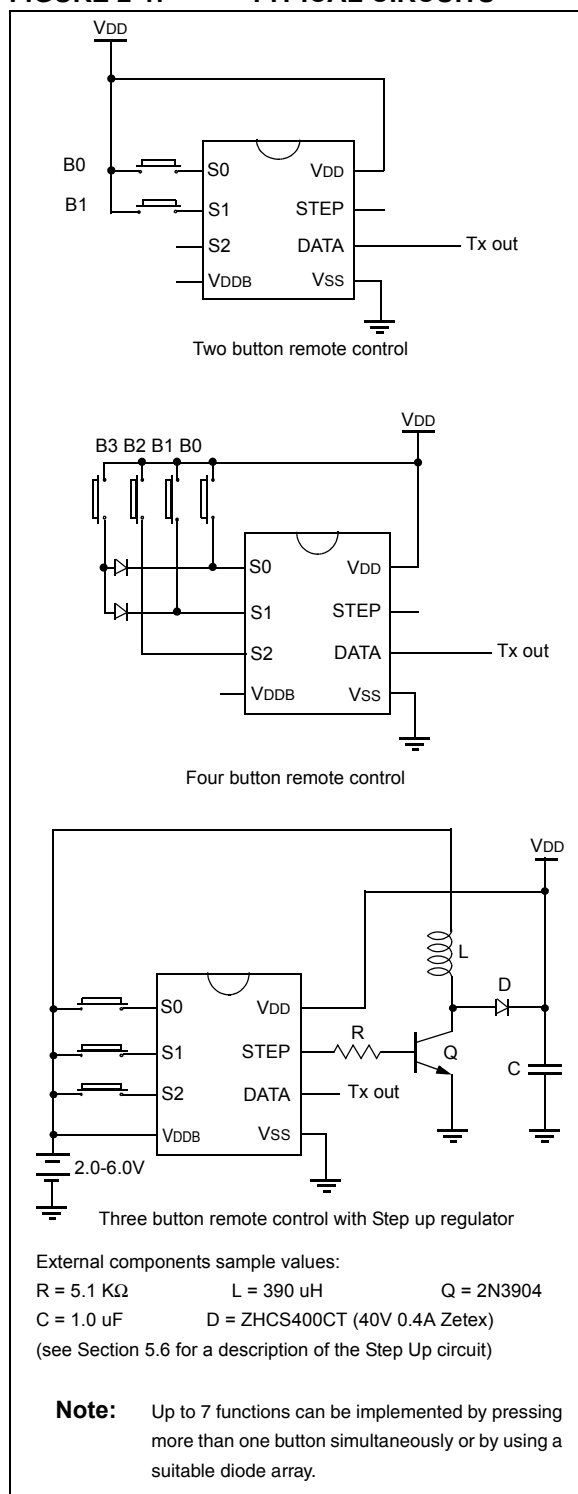 VDD
B0
S0
VDD
B1
S1
STEP
S2
DATA
Tx out
VDDB
VSS
Two button remote control
VDD
B3 B2 B1 B0
S0
VDD
S1
STEP
S2
DATA
Tx out
VDDB
VSS
Four button remote control
VDD
L
D
S0
VDD
R
S1
STEP
Q
C
S2
DATA
Tx out
VDDB
VSS
2.0-6.0V
Three button remote control with Step up regulator
External components sample values:
R = 5.1 KΩ L = 390 uH Q = 2N3904
C = 1.0 uF D = ZHCS400CT (40V 0.4A Zetex)
(see Section 5.6 for a description of the Step Up circuit)
Note: Up to 7 functions can be implemented by pressing
more than one button simultaneously or by using a
suitable diode array.